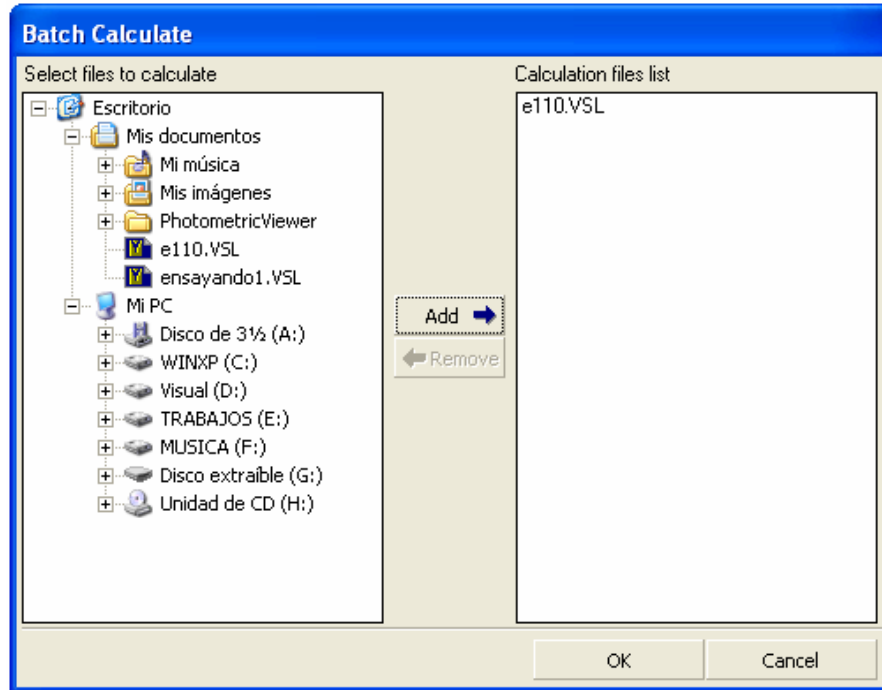 Batch Calculate
Select files to calculate
Escritorio
Mis documentos
Mi música
Mis imágenes
PhotometricViewer
e110.VSL
ensayando1.VSL
Mi PC
Disco de 3½ (A:)
WINXP (C:)
Visual (D:)
TRABAJOS (E:)
MUSICA (F:)
Disco extraíble (G:)
Unidad de CD (H:)
Add
Remove
Calculation files list
e110.VSL
OK
Cancel